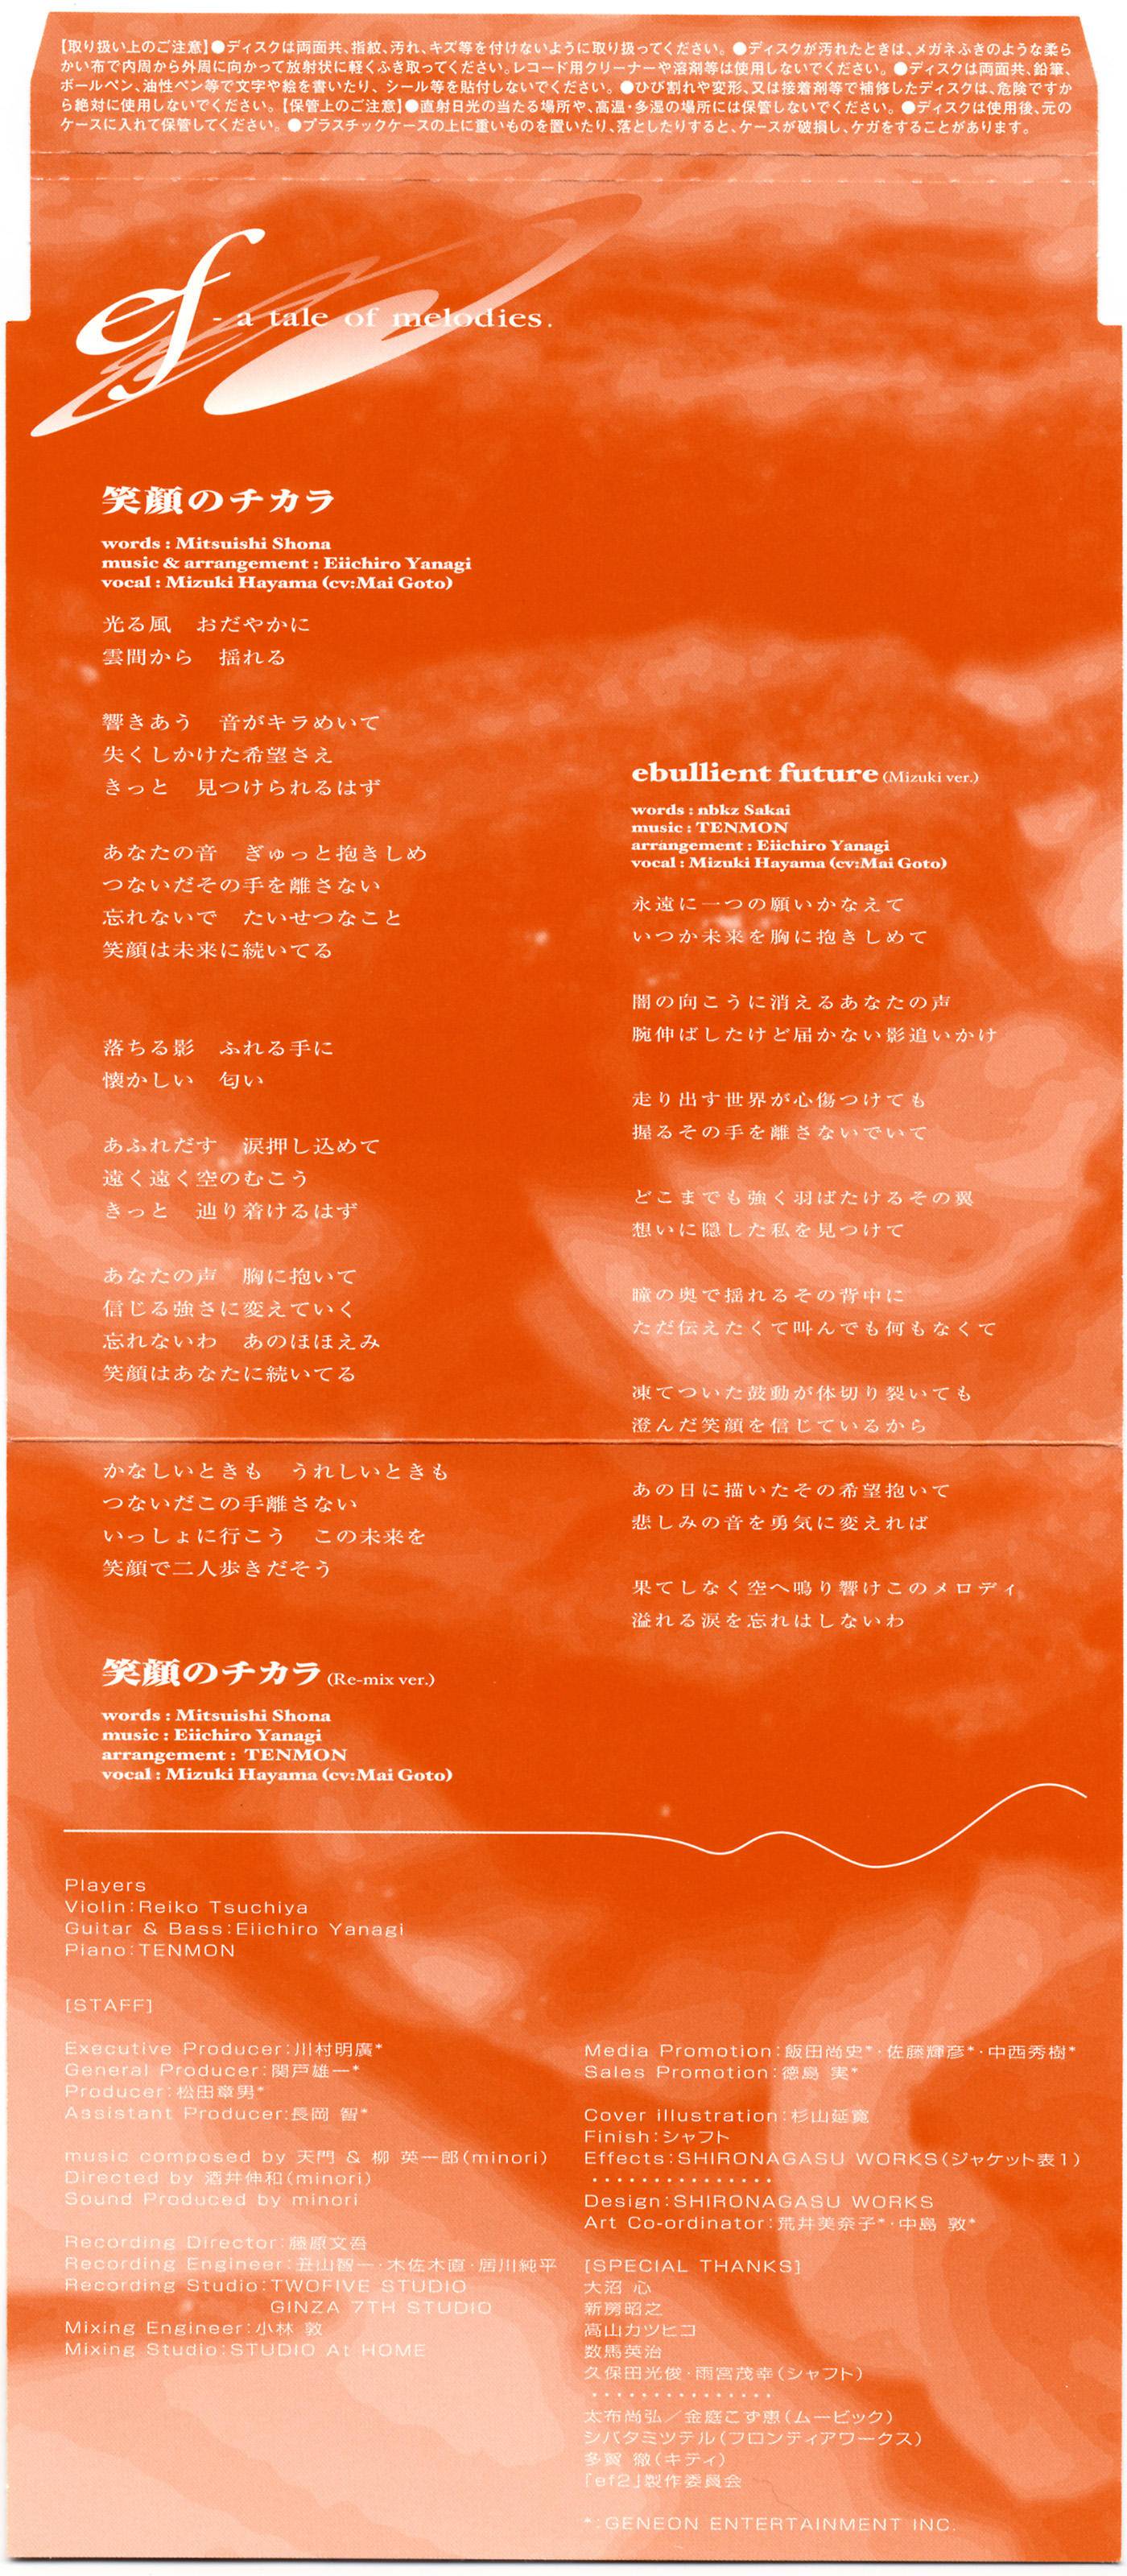 【取り扱い上のご注意】●ディスクは両面共、指紋、汚れ、キズ等を付けないように取り扱ってください。●ディスクが汚れたときは、メガネふきのような柔ら
かい布で内周から外周に向かって放射状に軽くふき取ってください。レコード用クリーナーや溶剤等は使用しないでください。●ディスクは両面共、鉛筆、
ボールペン、油性ペン等で文字や絵を書いたり、シール等を貼付しないでください。●ひび割れや変形、又は接着剤等で補修したディスクは、危険ですか
ら絶対に使用しないでください。【保管上のご注意】●直射日光の当たる場所や、高温・多湿の場所には保管しないでください。●ディスクは使用後、元の
ケースに入れて保管してください。●プラスチックケースの上に重いものを置いたり、落としたりすると、ケースが破損し、ケガをすることがあります。
ef - a tale of melodies.
笑顔のチカラ
words : Mitsuishi Shona
music & arrangement : Eiichiro Yanagi
vocal : Mizuki Hayama (cv:Mai Goto)
光る風 おだやかに
雲間から 揺れる
響きあう 音がキラめいて
失くしかけた希望さえ
きっと 見つけられるはず
あなたの音 ぎゅっと抱きしめ
つないだその手を離さない
忘れないで たいせつなこと
笑顔は未来に続いてる
落ちる影 ふれる手に
懐かしい 匂い
あふれだす 涙押し込めて
遠く遠く空のむこう
きっと 辿り着けるはず
あなたの声 胸に抱いて
信じる強さに変えていく
忘れないわ あのほほえみ
笑顔はあなたに続いてる
かなしいときも うれしいときも
つないだこの手離さない
いっしょに行こう この未来を
笑顔で二人歩きだそう
ebullient future (Mizuki ver.)
words : nbkz Sakai
music : TENMON
arrangement : Eiichiro Yanagi
vocal : Mizuki Hayama (cv:Mai Goto)
永遠に一つの願いかなえて
いつか未来を胸に抱きしめて
闇の向こうに消えるあなたの声
腕伸ばしたけど届かない影追いかけ
走り出す世界が心傷つけても
握るその手を離さないでいて
どこまでも強く羽ばたけるその翼
想いに隠した私を見つけて
瞳の奥で揺れるその背中に
ただ伝えたくて叫んでも何もなくて
凍てついた鼓動が体切り裂いても
澄んだ笑顔を信じているから
あの日に描いたその希望抱いて
悲しみの音を勇気に変えれば
果てしなく空へ鳴り響けこのメロディ
溢れる涙を忘れはしないわ
笑顔のチカラ (Re-mix ver.)
words : Mitsuishi Shona
music : Eiichiro Yanagi
arrangement : TENMON
vocal : Mizuki Hayama (cv:Mai Goto)
Players
Violin:Reiko Tsuchiya
Guitar & Bass:Eiichiro Yanagi
Piano:TENMON
[STAFF]
Executive Producer:川村明廣*
General Producer:関戸雄一*
Producer:松田章男*
Assistant Producer:長岡 智*
music composed by 天門 & 柳 英一郎(minori)
Directed by 酒井伸和(minori)
Sound Produced by minori
Recording Director:藤原文吾
Recording Engineer:丑山智一・木佐木直・居川純平
Recording Studio:TWOFIVE STUDIO
GINZA 7TH STUDIO
Mixing Engineer:小林 敦
Mixing Studio:STUDIO At HOME
Media Promotion:飯田尚史*・佐藤輝彦*・中西秀樹*
Sales Promotion:徳島 実*
Cover illustration:杉山延寛
Finish:シャフト
Effects:SHIRONAGASU WORKS(ジャケット表1)
・・・・・・・・・・・・・・・
Design:SHIRONAGASU WORKS
Art Co-ordinator:荒井美奈子*・中島 敦*
[SPECIAL THANKS]
大沼 心
新房昭之
高山カツヒコ
数馬英治
久保田光俊・雨宮茂幸(シャフト)
・・・・・・・・・・・・・・・
太布尚弘／金庭こず恵(ムービック)
シバタミツテル(フロンティアワークス)
多賀 徹(キティ)
「ef2」製作委員会
*:GENEON ENTERTAINMENT INC.